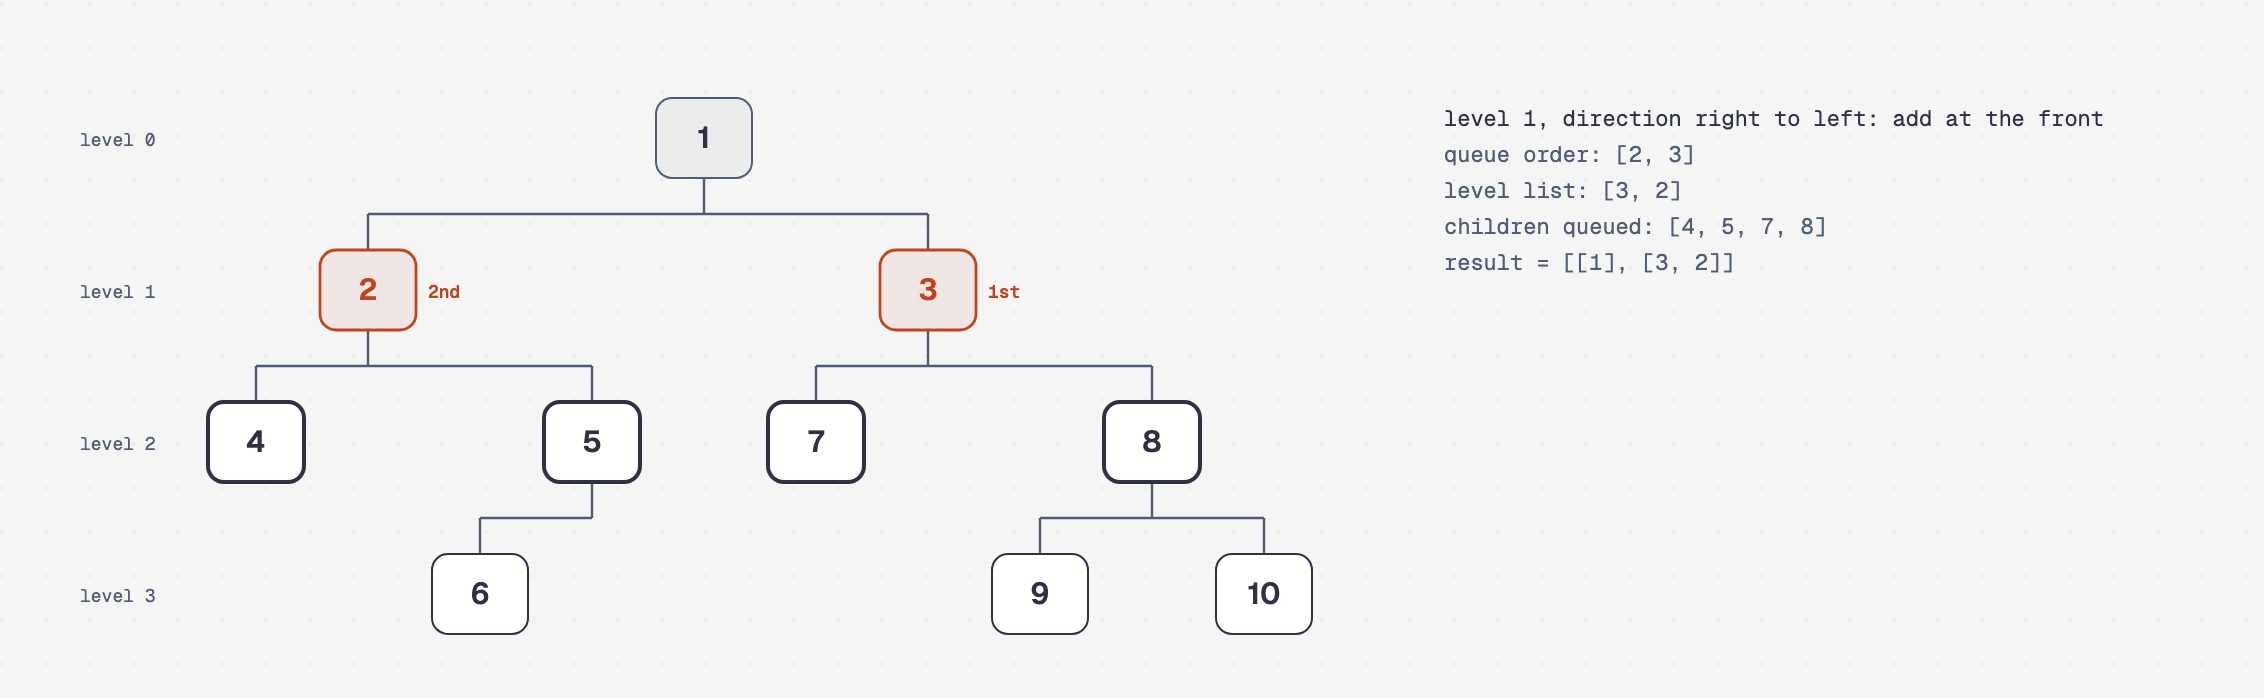 level 0
1
level 1, direction right to left: add at the front
queue order: [2, 3]
level list: [3, 2]
children queued: [4, 5, 7, 8]
result = [[1], [3, 2]]
level 1
2 2nd
3 1st
level 2
4
5
7
8
level 3
6
9
10